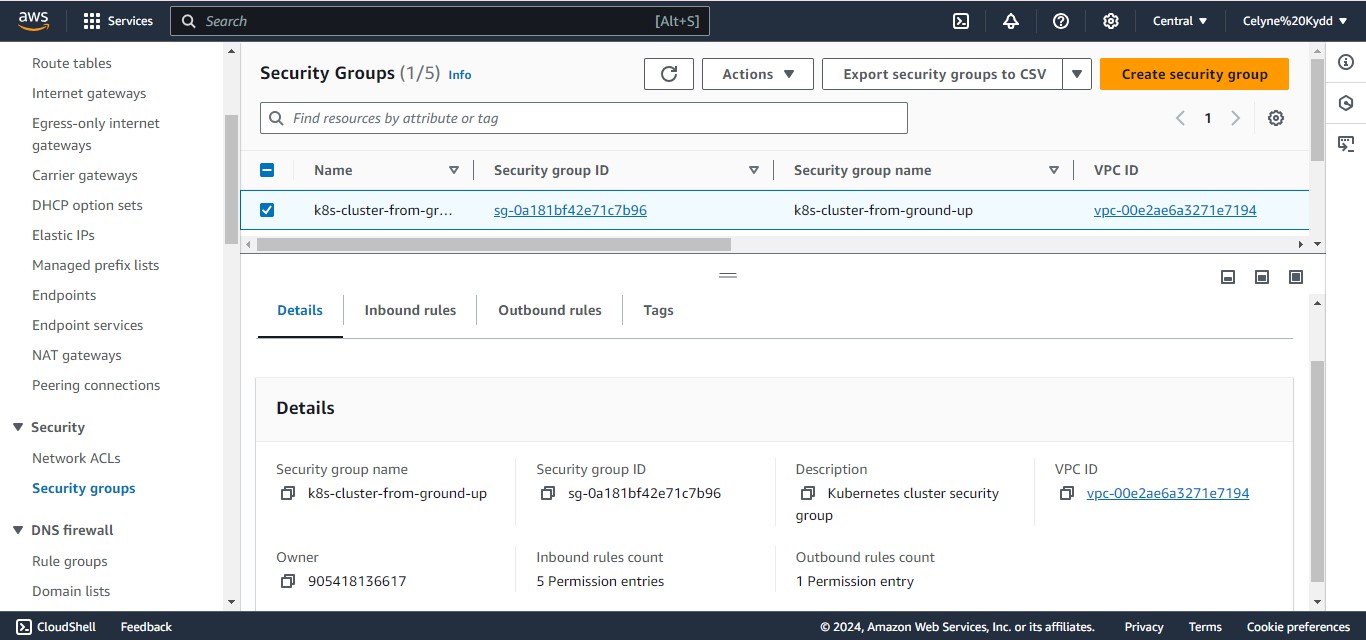 aws Services Search [Alt+S] Central Celyne%20Kydd
Route tables
Internet gateways
Egress-only internet
gateways
Carrier gateways
DHCP option sets
Elastic IPs
Managed prefix lists
Endpoints
Endpoint services
NAT gateways
Peering connections
Security
Network ACLs
Security groups
DNS firewall
Rule groups
Domain lists
Security Groups (1/5) Info
Actions Export security groups to CSV Create security group
Find resources by attribute or tag
1
Name Security group ID Security group name VPC ID
k8s-cluster-from-gr... sg-0a181bf42e71c7b96 k8s-cluster-from-ground-up vpc-00e2ae6a3271e7194
Details Inbound rules Outbound rules Tags
Details
Security group name Security group ID Description VPC ID
k8s-cluster-from-ground-up sg-0a181bf42e71c7b96 Kubernetes cluster security vpc-00e2ae6a3271e7194
group
Owner Inbound rules count Outbound rules count
905418136617 5 Permission entries 1 Permission entry
CloudShell Feedback © 2024, Amazon Web Services, Inc. or its affiliates. Privacy Terms Cookie preferences